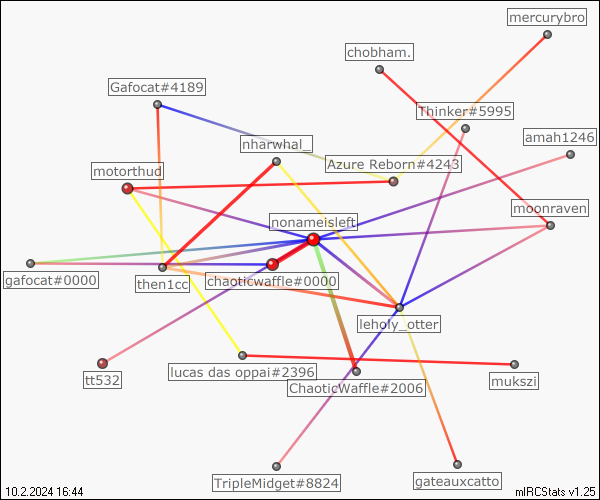 mercurybro
chobham.
Gafocat#4189
Thinker#5995
amah1246
nharwhal_
Azure Reborn#4243
motorthud
moonraven
nonameisleft
gafocat#0000
then1cc
chaoticwaffle#0000
leholy_otter
tt532
lucas das oppai#2396
mukszi
ChaoticWaffle#2006
TripleMidget#8824
gateauxcatto
10.2.2024 16:44
mIRCStats v1.25